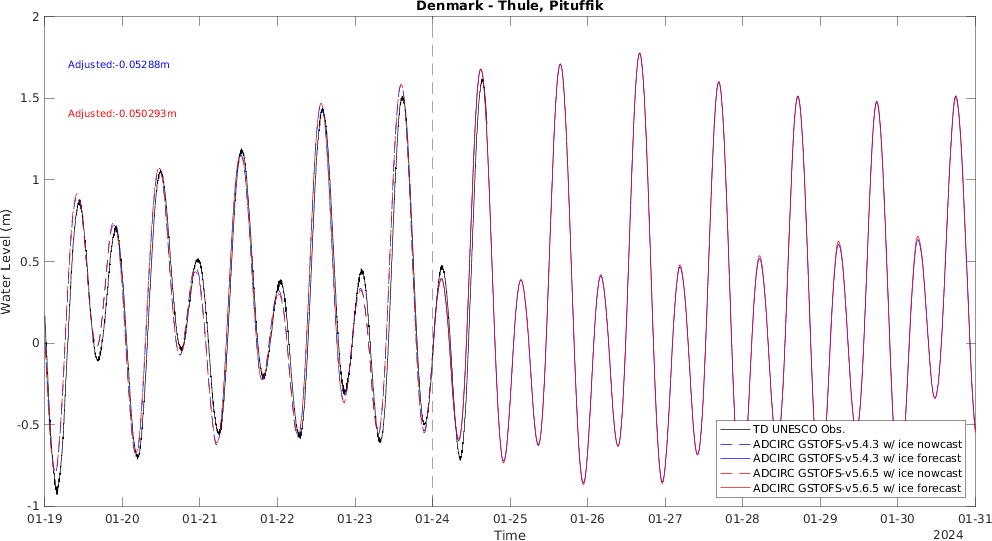 Denmark - Thule, Pituffik
Adjusted:-0.05288m
Adjusted:-0.050293m
Water Level (m)
2
1.5
1
0.5
0
-0.5
-1
TD UNESCO Obs.
ADCIRC GSTOFS-v5.4.3 w/ ice nowcast
ADCIRC GSTOFS-v5.4.3 w/ ice forecast
ADCIRC GSTOFS-v5.6.5 w/ ice nowcast
ADCIRC GSTOFS-v5.6.5 w/ ice forecast
01-19 01-20 01-21 01-22 01-23 01-24 01-25 01-26 01-27 01-28 01-29 01-30 01-31
Time
2024